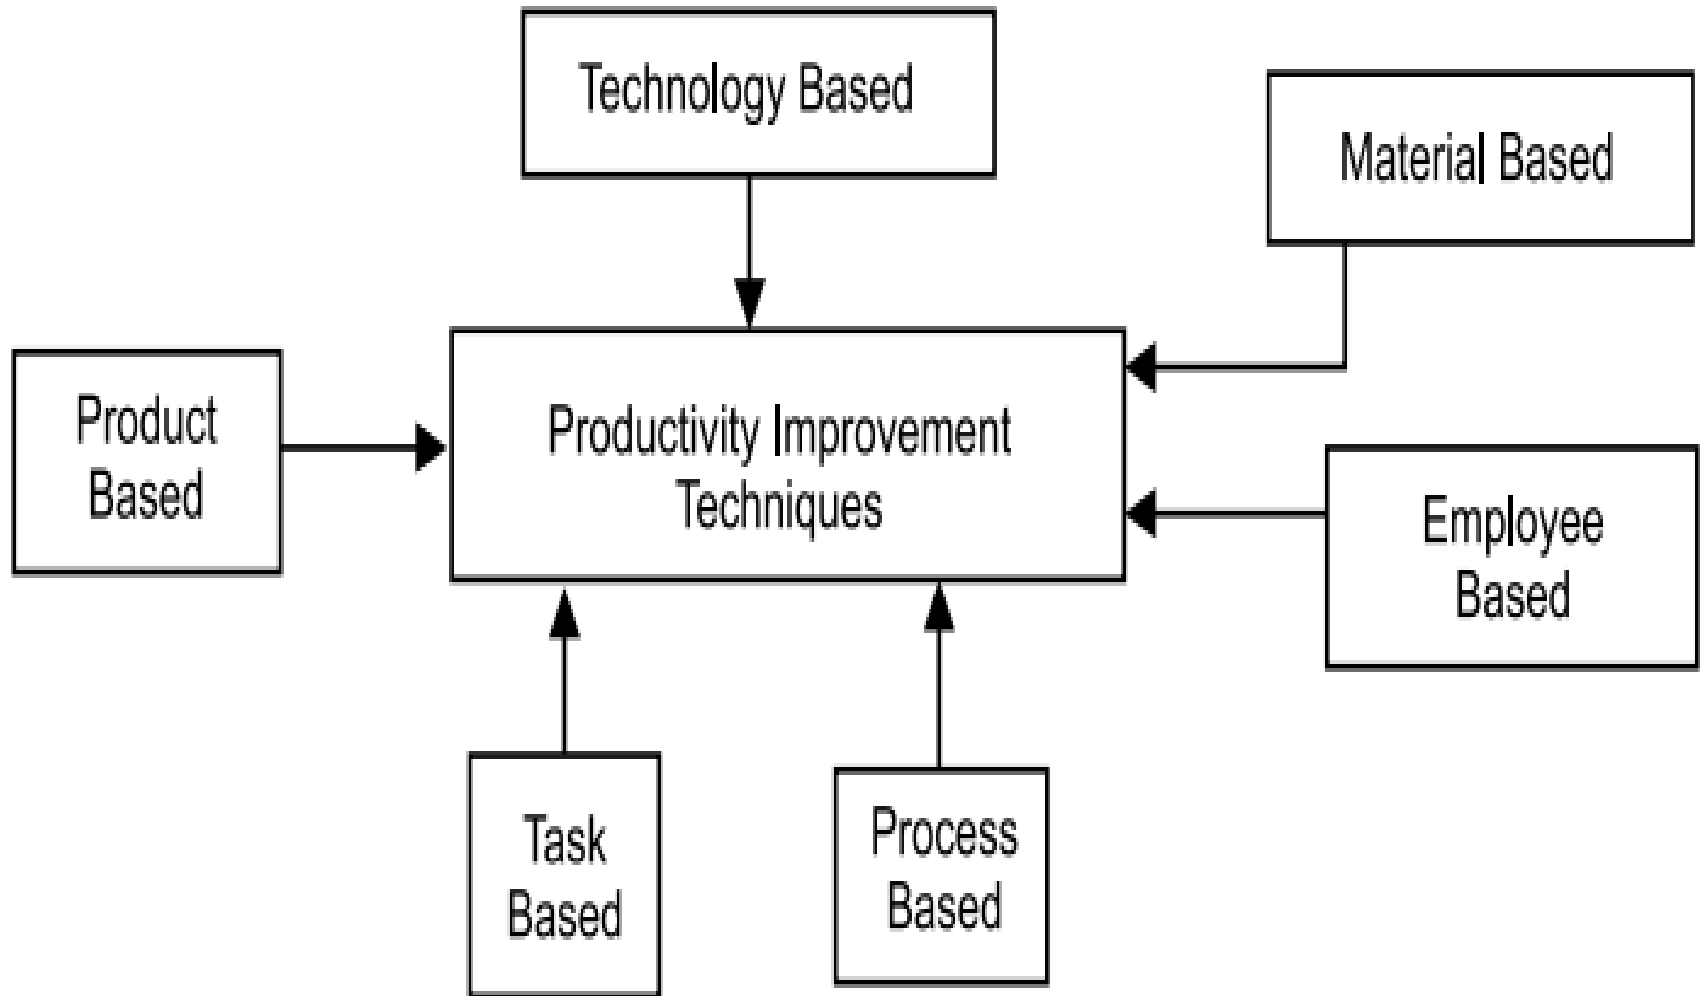 Technology Based
Material Based
Product
Based
Productivity Improvement
Techniques
Employee
Based
Task
Based
Process
Based